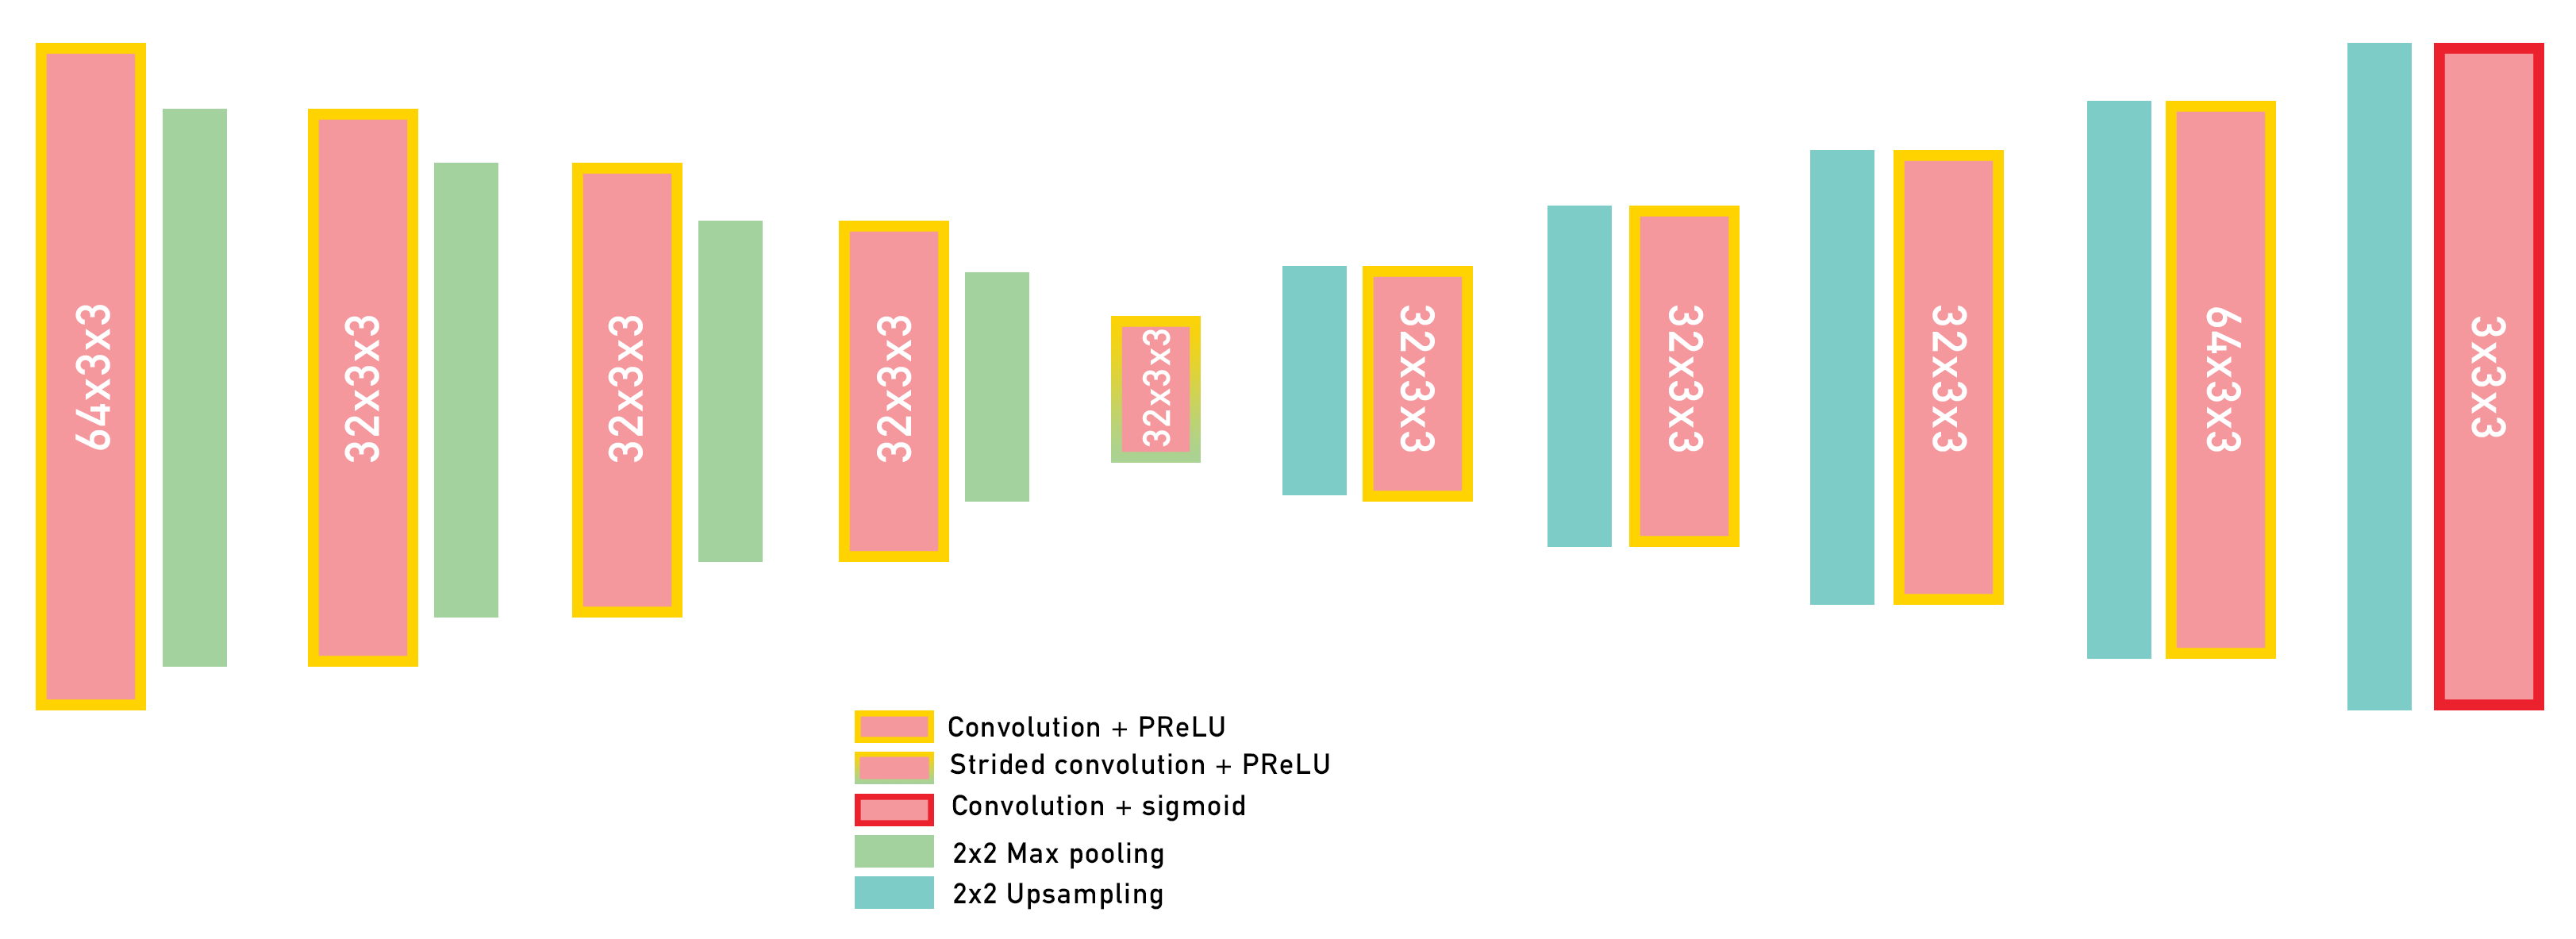 64x3x3
32x3x3
32x3x3
32x3x3
32x3x3
32x3x3
32x3x3
32x3x3
64x3x3
3x3x3
Convolution + PReLU
Strided convolution + PReLU
Convolution + sigmoid
2x2 Max pooling
2x2 Upsampling